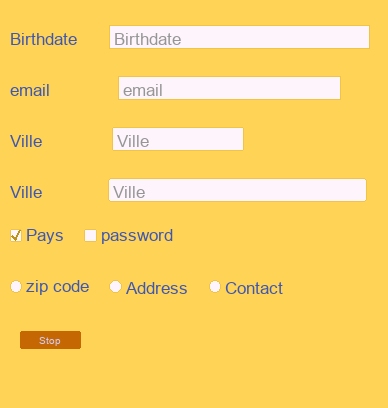 Birthdate Birthdate
email email
Ville Ville
Ville Ville
Pays password
zip code Address Contact
Stop